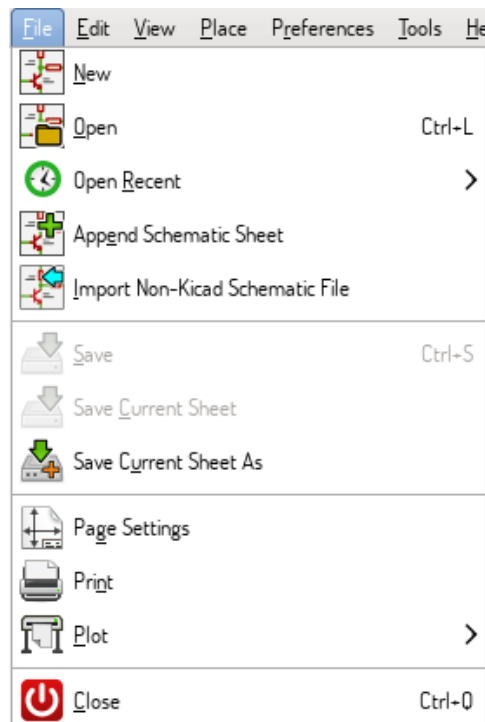 File Edit View Place Preferences Tools He
New
Open Ctrl+L
Open Recent
Append Schematic Sheet
Import Non-Kicad Schematic File
Save Ctrl+S
Save Current Sheet
Save Current Sheet As
Page Settings
Print
Plot
Close Ctrl+Q